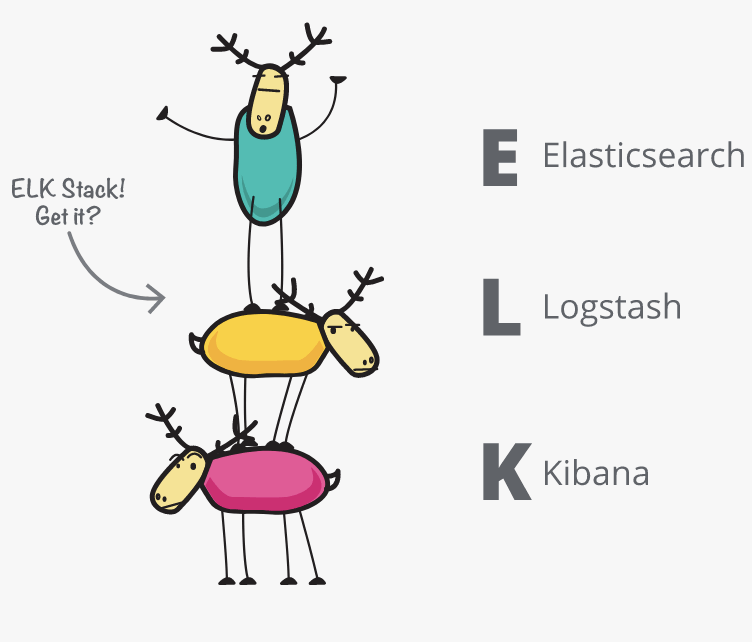 ELK Stack!
Get it?
E Elasticsearch
L Logstash
K Kibana